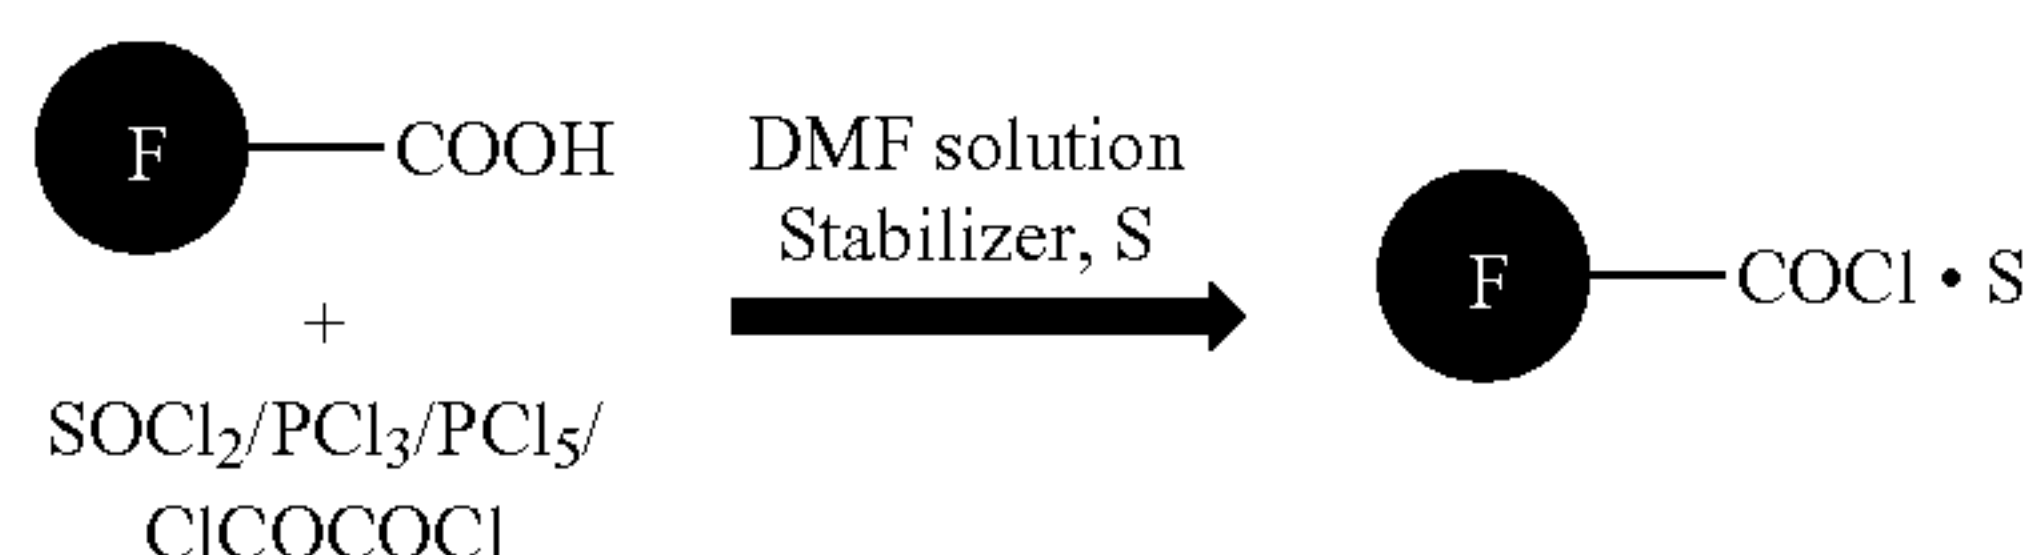 F—COOH
+
SOCl₂/PCl₃/PCl₅/
ClCOCOCl
DMF solution
Stabilizer, S
F—COCl • S